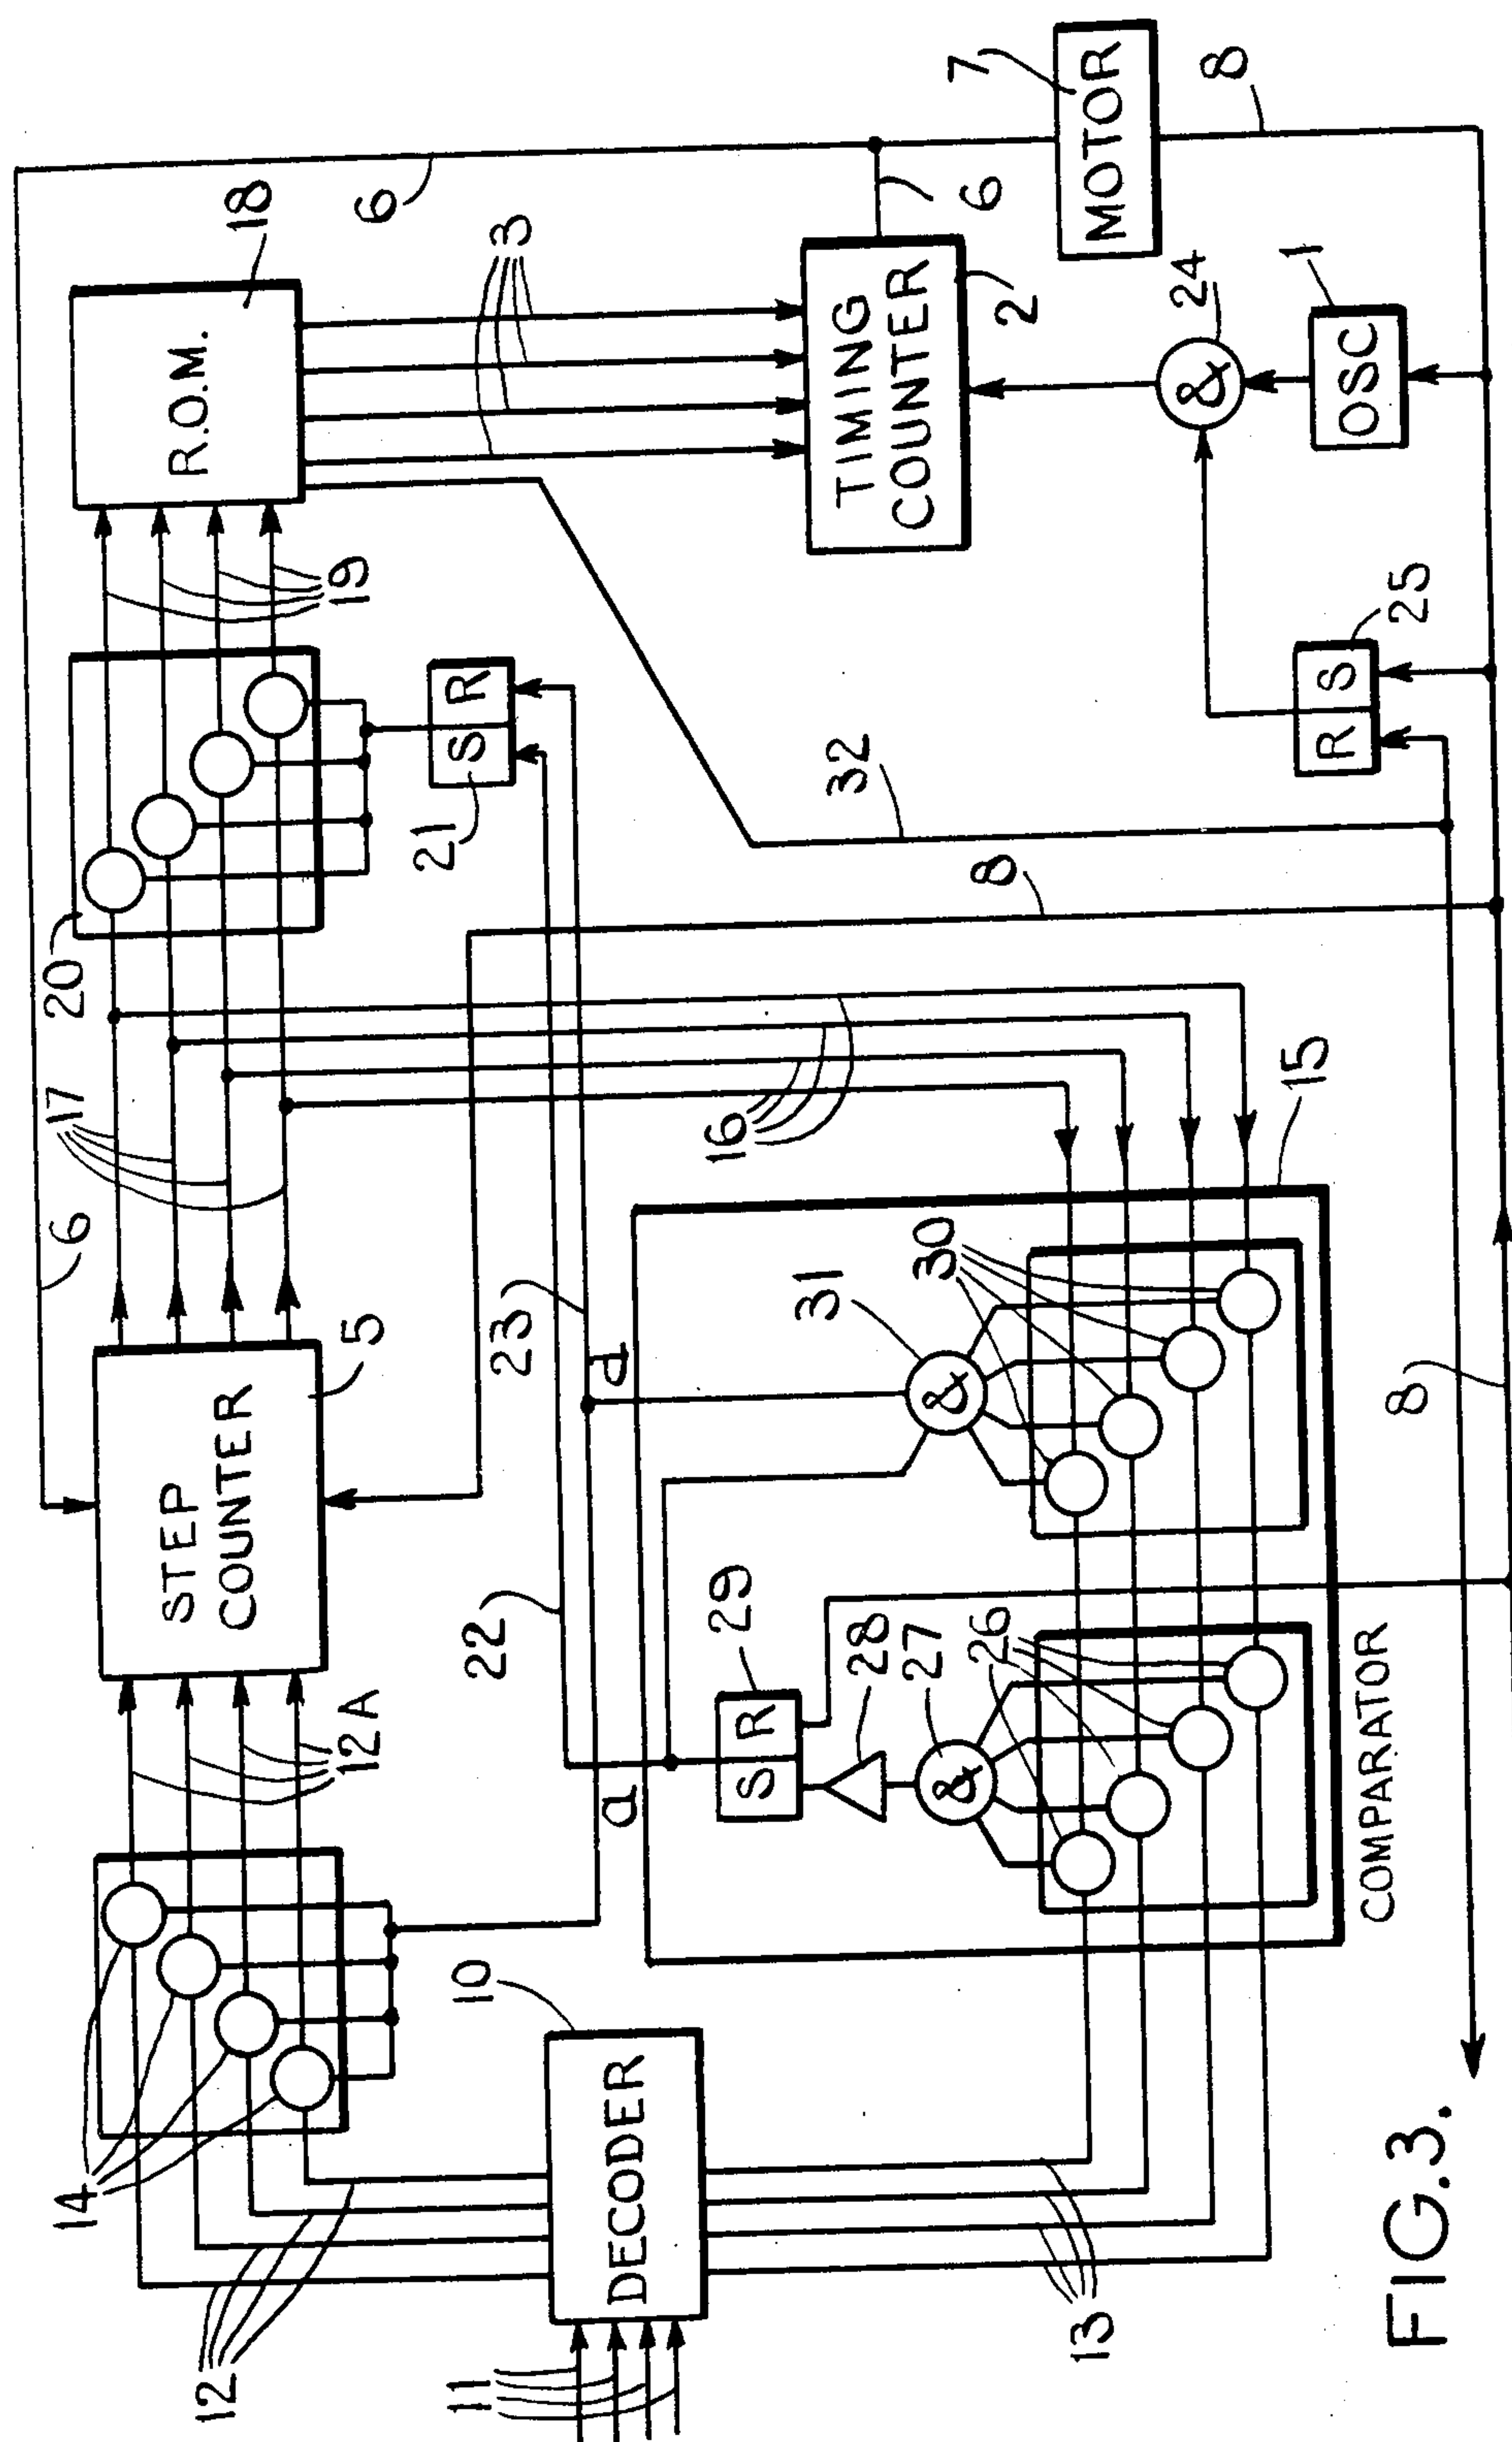 14
12
11
12A
STEP
COUNTER
5
6
17
20
19
R.O.M.
18
6
3
10
DECODER
22
23
21
S R
TIMING
COUNTER
2
6
7
MOTOR
8
a
d
29
S R
28
27
26
31
30
16
15
8
32
24
&
1
OSC
25
R S
&
&
13
COMPARATOR
8
FIG.3.